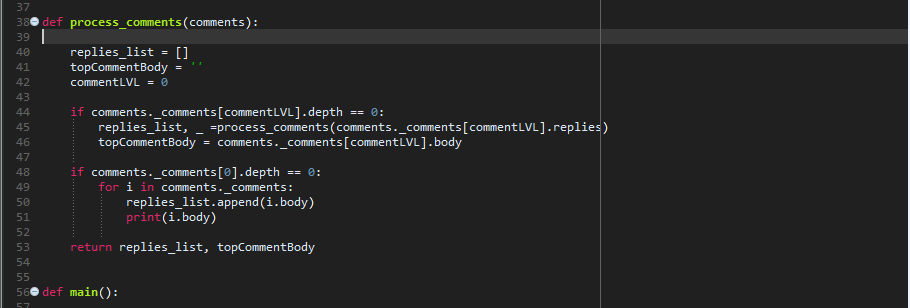 37
38 def process_comments(comments):
39
40 replies_list = []
41 topCommentBody = ''
42 commentLVL = 0
43
44 if comments._comments[commentLVL].depth == 0:
45 replies_list, _ =process_comments(comments._comments[commentLVL].replies)
46 topCommentBody = comments._comments[commentLVL].body
47
48 if comments._comments[0].depth == 0:
49 for i in comments._comments:
50 replies_list.append(i.body)
51 print(i.body)
52
53 return replies_list, topCommentBody
54
55
56 def main():
57